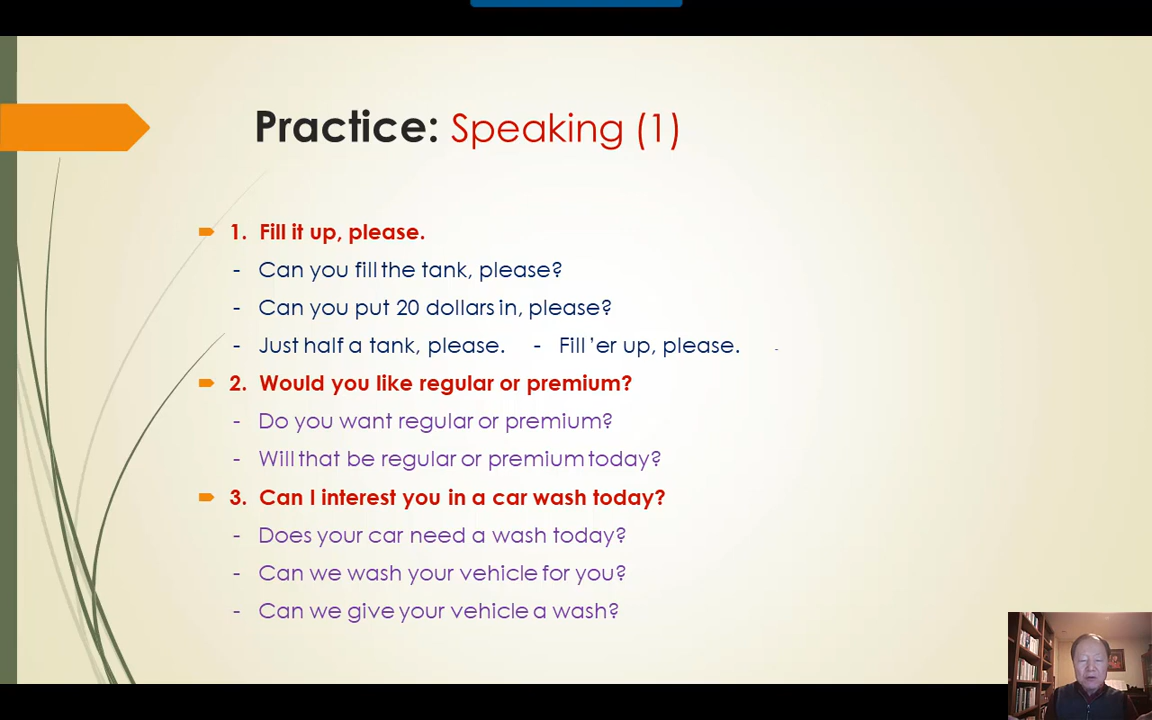 Practice: Speaking (1)
1. Fill it up, please.
- Can you fill the tank, please?
- Can you put 20 dollars in, please?
- Just half a tank, please. - Fill 'er up, please. -
2. Would you like regular or premium?
- Do you want regular or premium?
- Will that be regular or premium today?
3. Can I interest you in a car wash today?
- Does your car need a wash today?
- Can we wash your vehicle for you?
- Can we give your vehicle a wash?